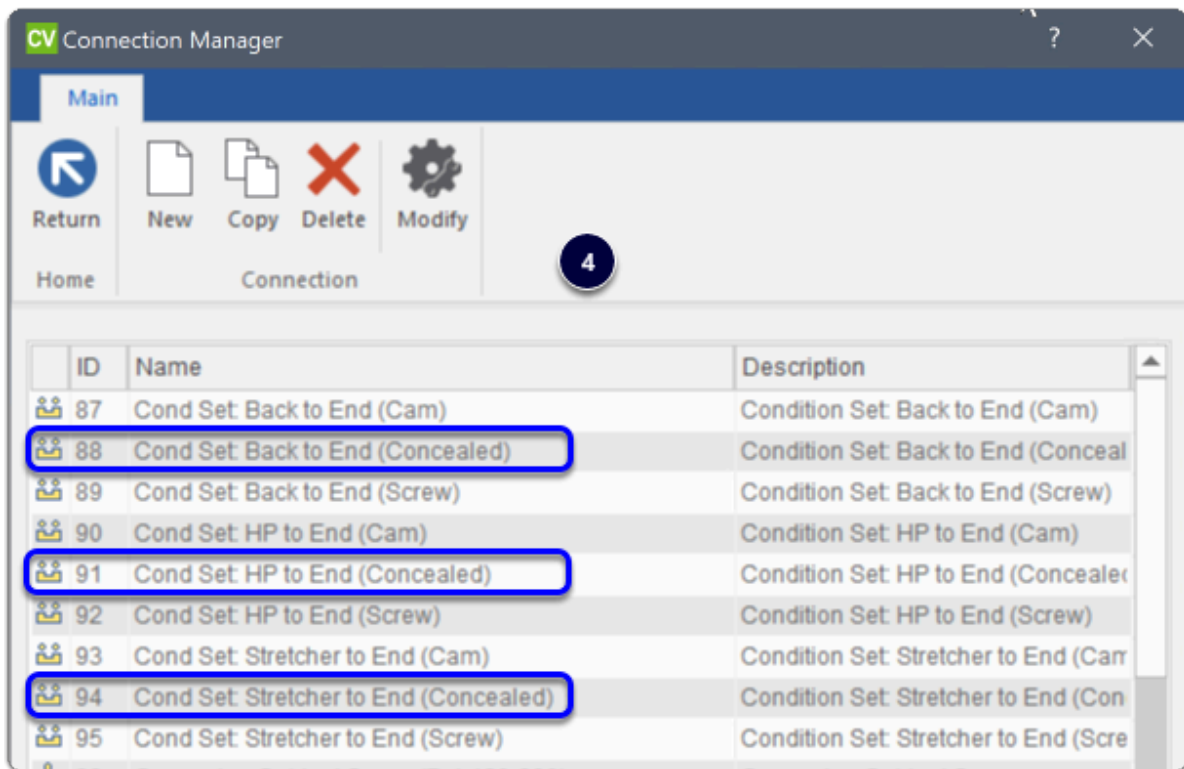 CV Connection Manager ?
Main
Return New Copy Delete Modify
Home Connection
4
ID Name Description
87 Cond Set: Back to End (Cam) Condition Set: Back to End (Cam)
88 Cond Set: Back to End (Concealed) Condition Set: Back to End (Conceal
89 Cond Set: Back to End (Screw) Condition Set: Back to End (Screw)
90 Cond Set: HP to End (Cam) Condition Set: HP to End (Cam)
91 Cond Set: HP to End (Concealed) Condition Set: HP to End (Concealed
92 Cond Set: HP to End (Screw) Condition Set: HP to End (Screw)
93 Cond Set: Stretcher to End (Cam) Condition Set: Stretcher to End (Cam
94 Cond Set: Stretcher to End (Concealed) Condition Set: Stretcher to End (Con
95 Cond Set: Stretcher to End (Screw) Condition Set: Stretcher to End (Scre